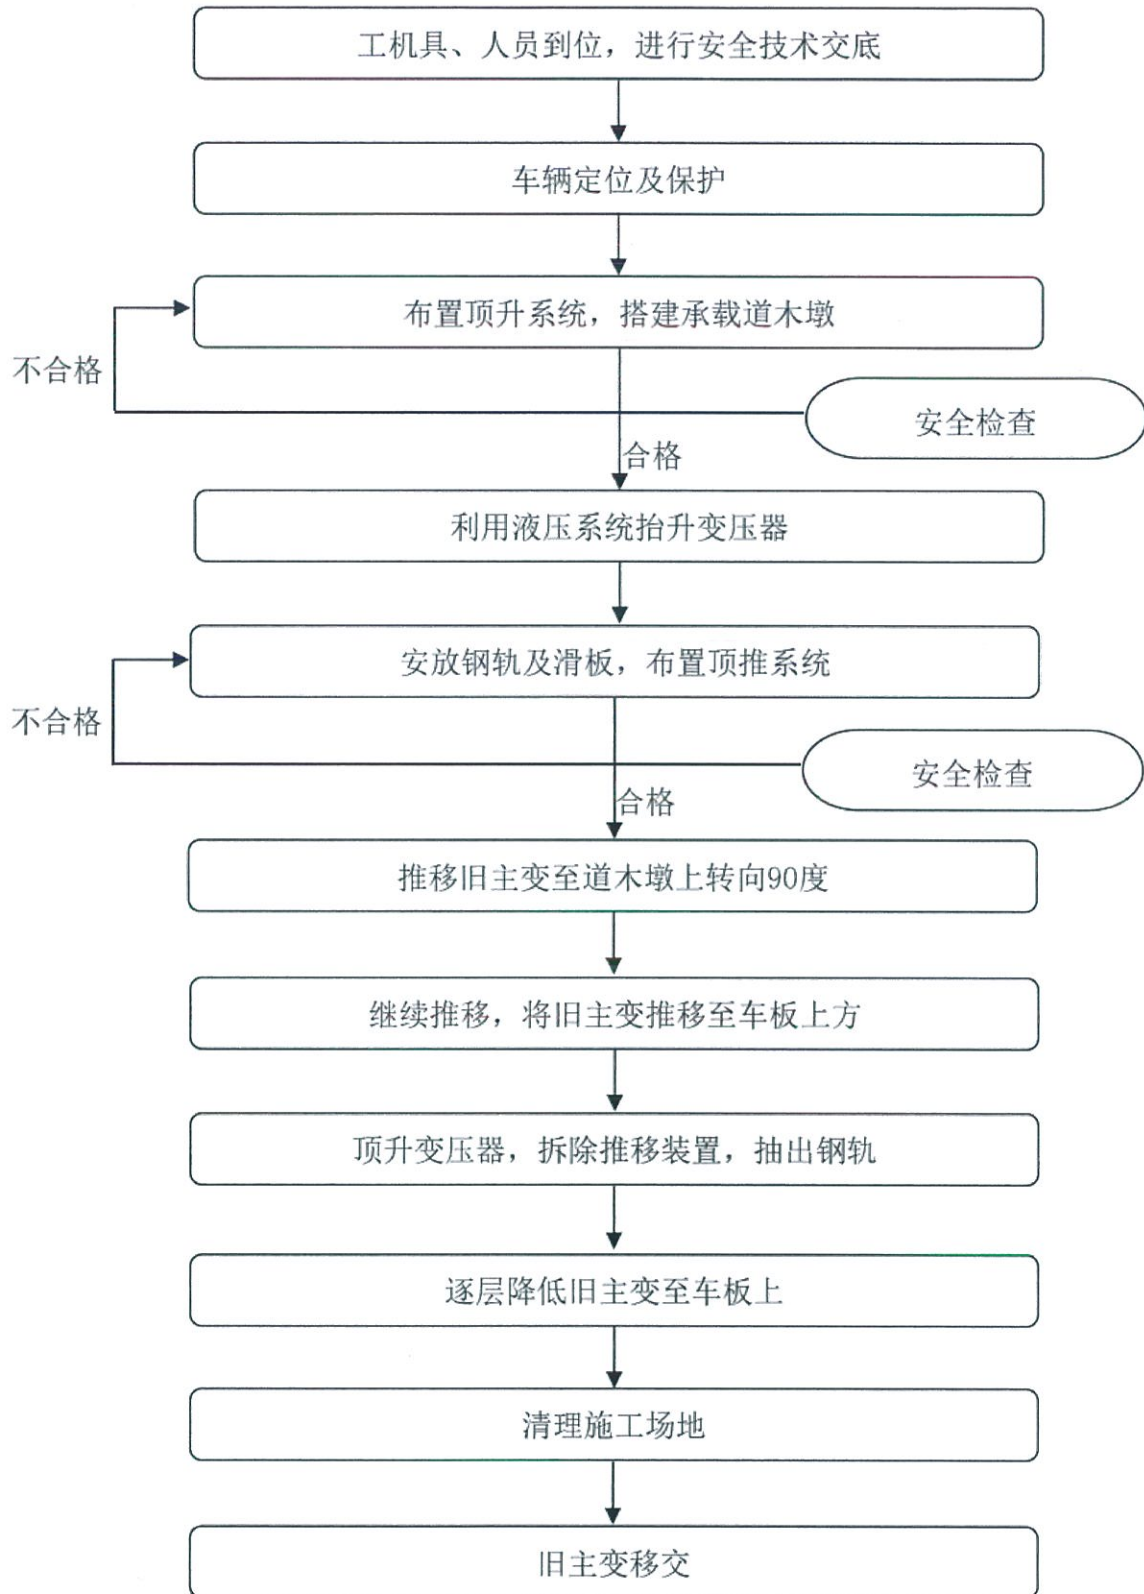 工机具、人员到位，进行安全技术交底
车辆定位及保护
布置顶升系统，搭建承载道木墩
不合格
安全检查
合格
利用液压系统抬升变压器
安放钢轨及滑板，布置顶推系统
不合格
安全检查
合格
推移旧主变至道木墩上转向90度
继续推移，将旧主变推移至车板上方
顶升变压器，拆除推移装置，抽出钢轨
逐层降低旧主变至车板上
清理施工场地
旧主变移交